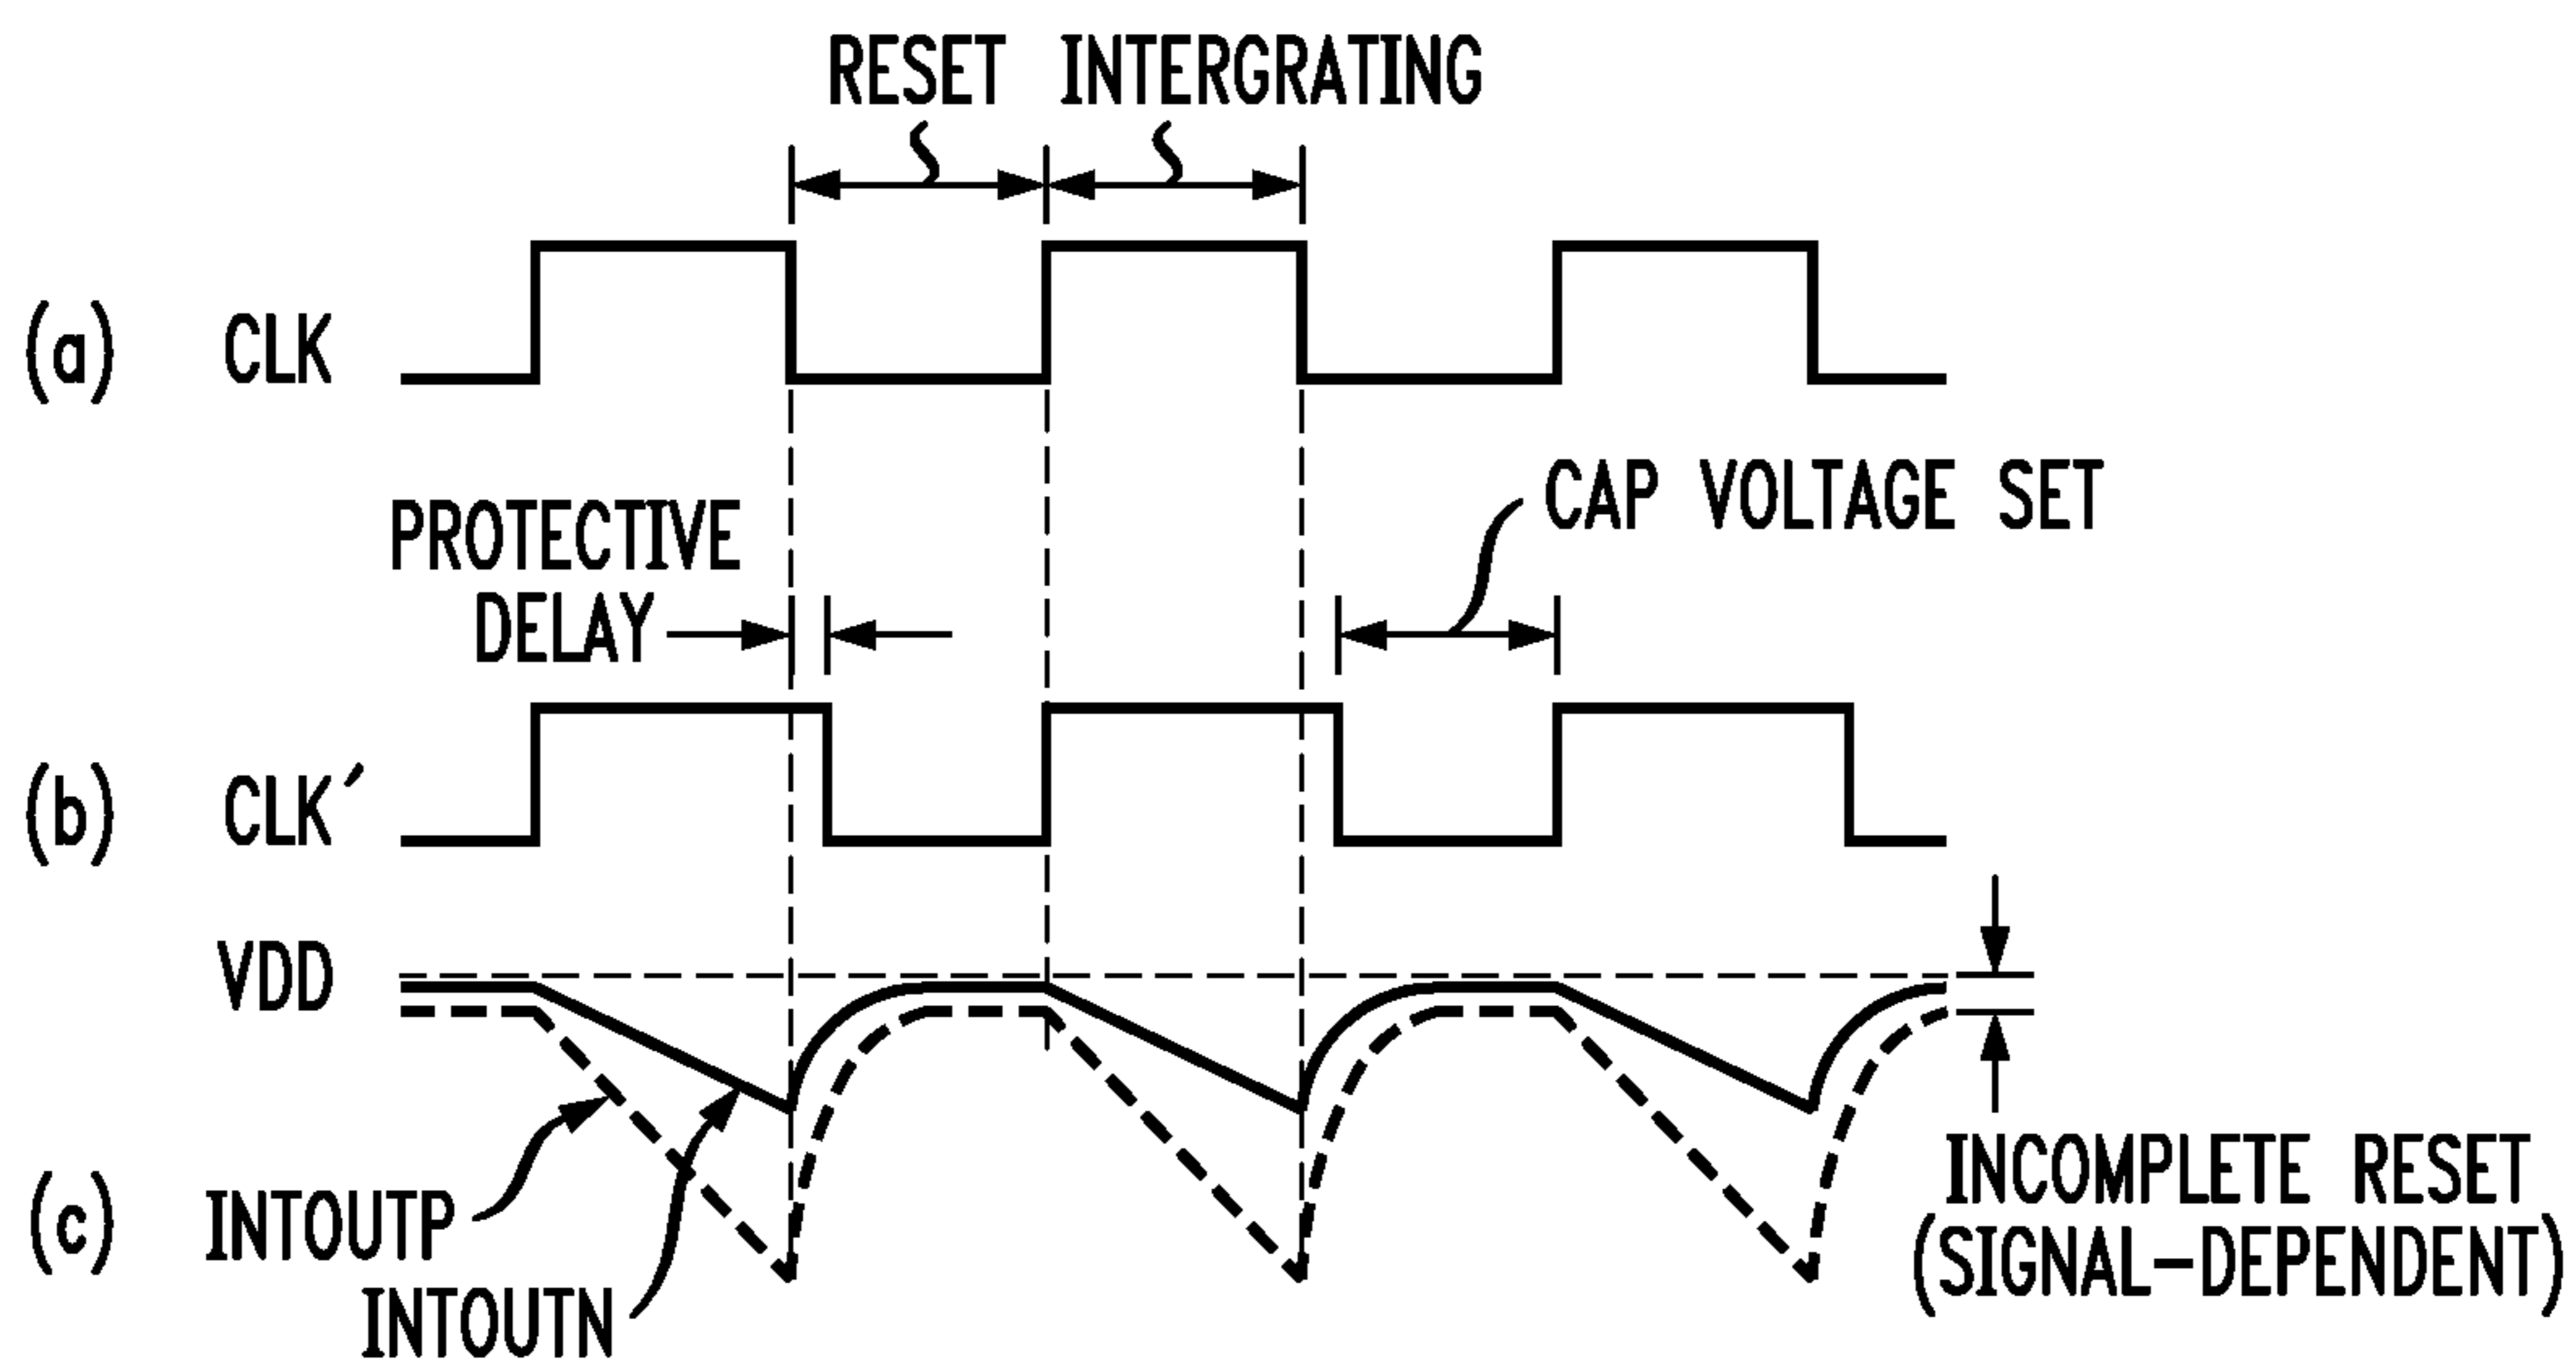 RESET INTERGRATING
(a) CLK
CAP VOLTAGE SET
PROTECTIVE
DELAY
(b) CLK′
VDD
(c) INTOUTP
INTOUTN
INCOMPLETE RESET
(SIGNAL-DEPENDENT)